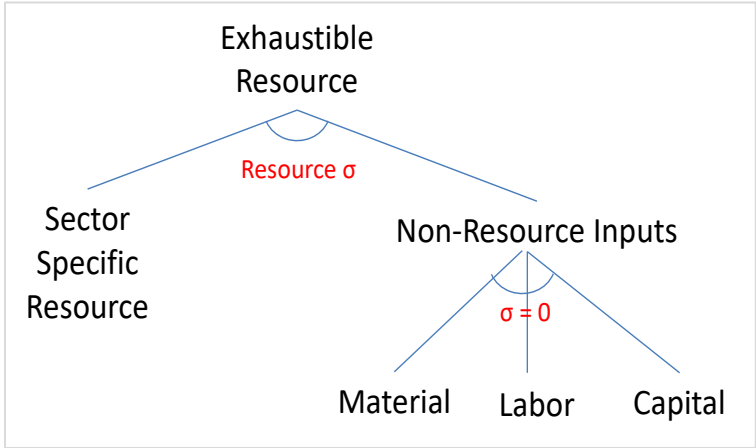 Exhaustible
Resource
Resource σ
Sector
Specific
Resource
Non-Resource Inputs
σ = 0
Material
Labor
Capital